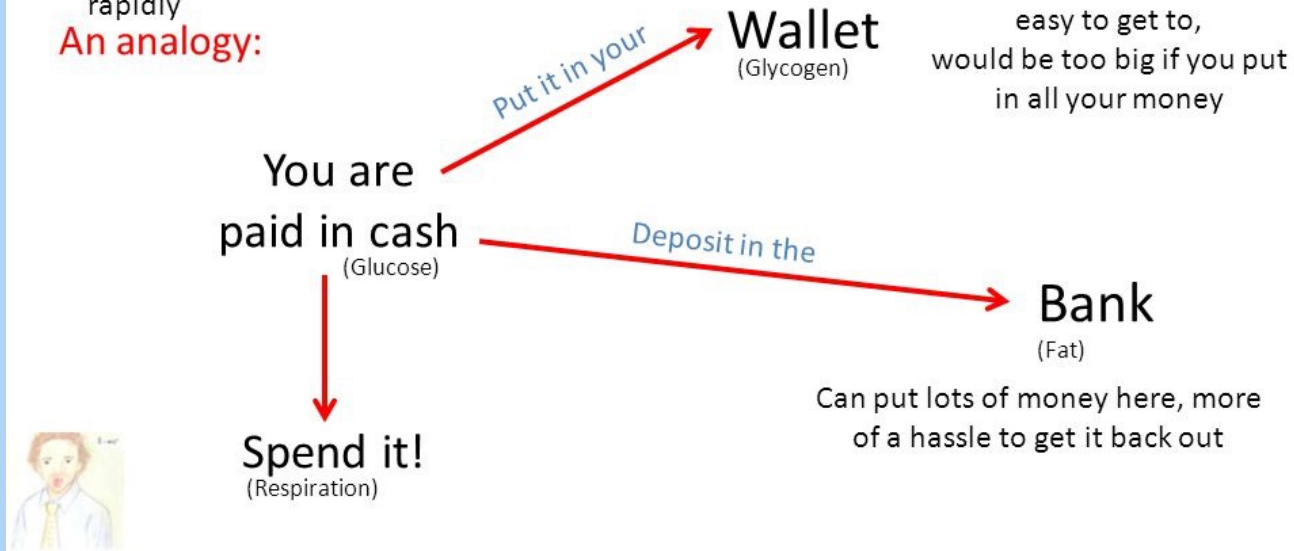 rapidly
An analogy:
Put it in your
Wallet
(Glycogen)
easy to get to,
would be too big if you put
in all your money
You are
paid in cash
(Glucose)
Deposit in the
Bank
(Fat)
Can put lots of money here, more
of a hassle to get it back out
Spend it!
(Respiration)